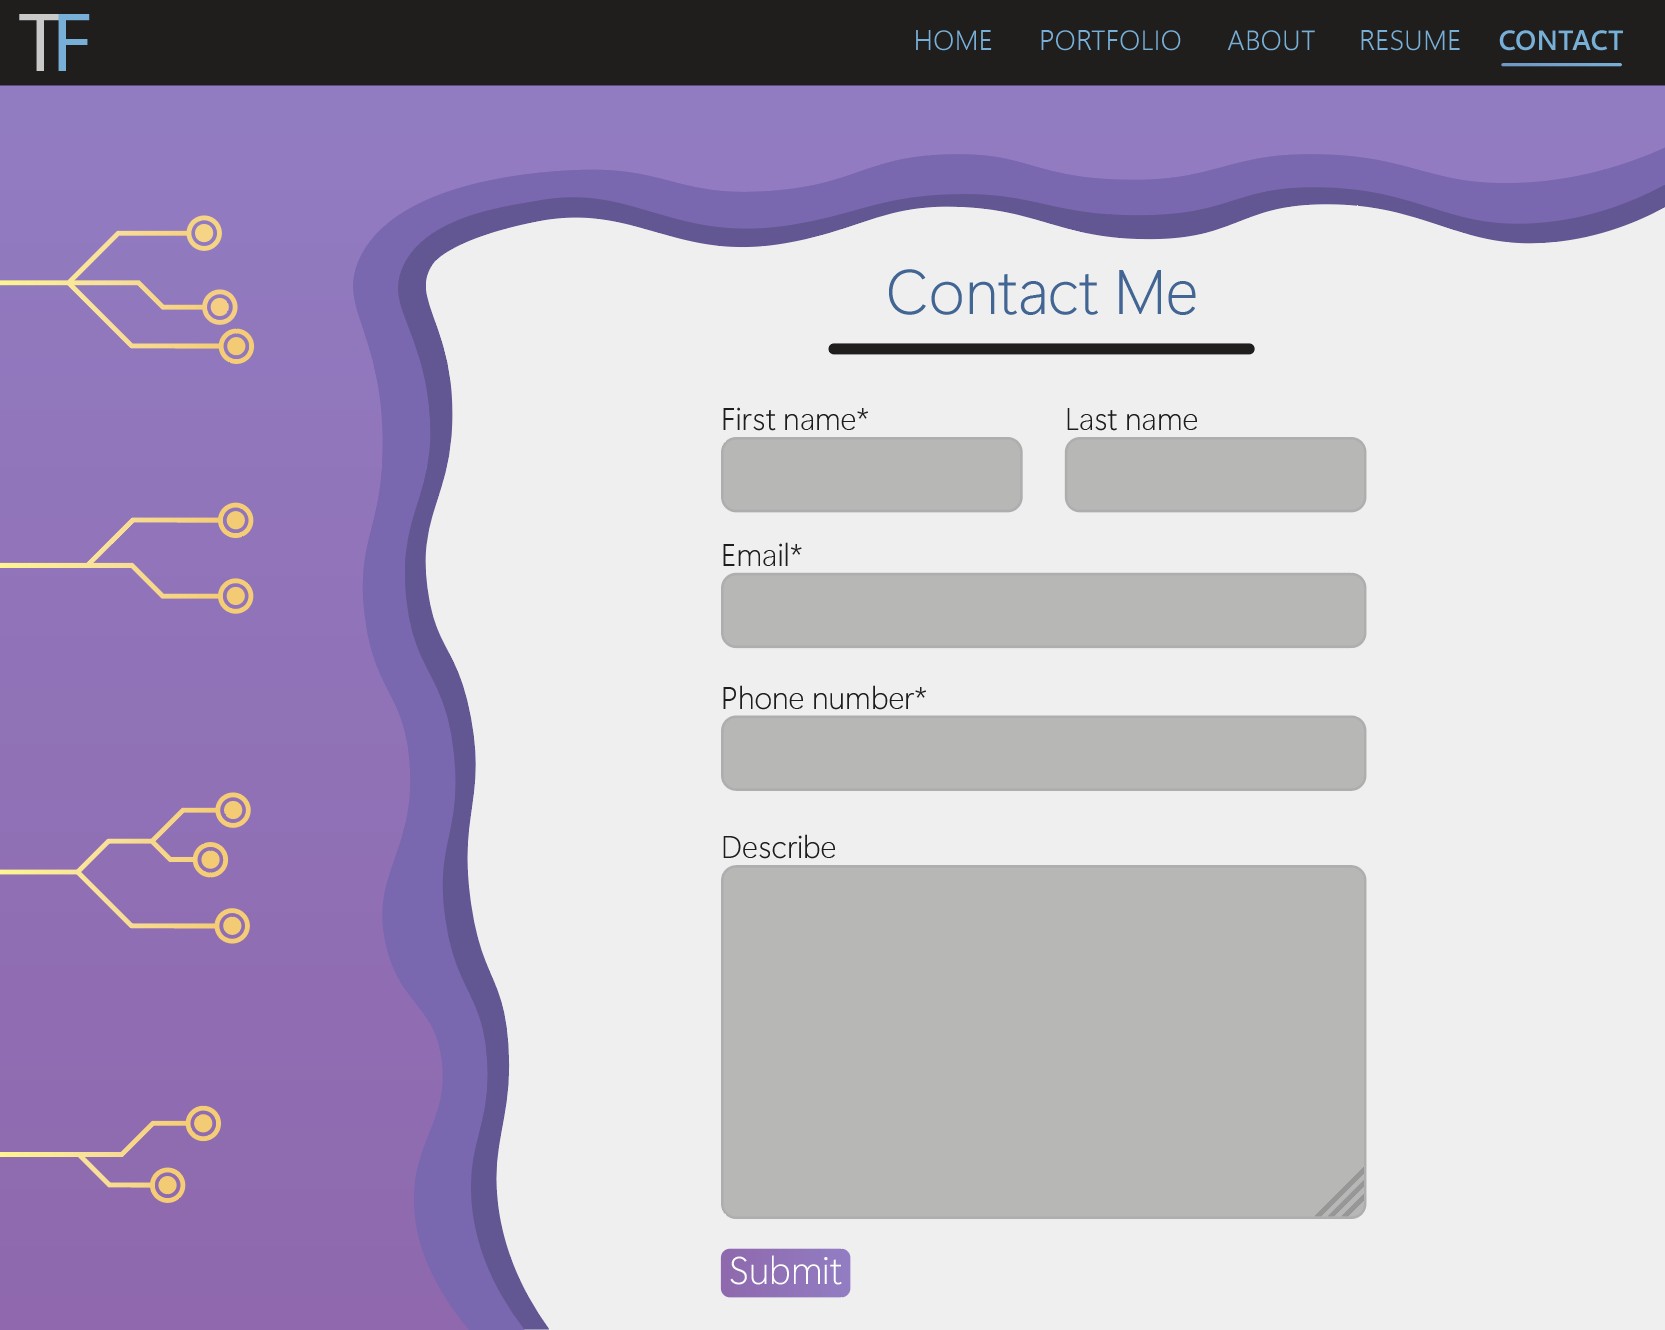 TF
HOME PORTFOLIO ABOUT RESUME CONTACT
Contact Me
First name* Last name
Email*
Phone number*
Describe
Submit